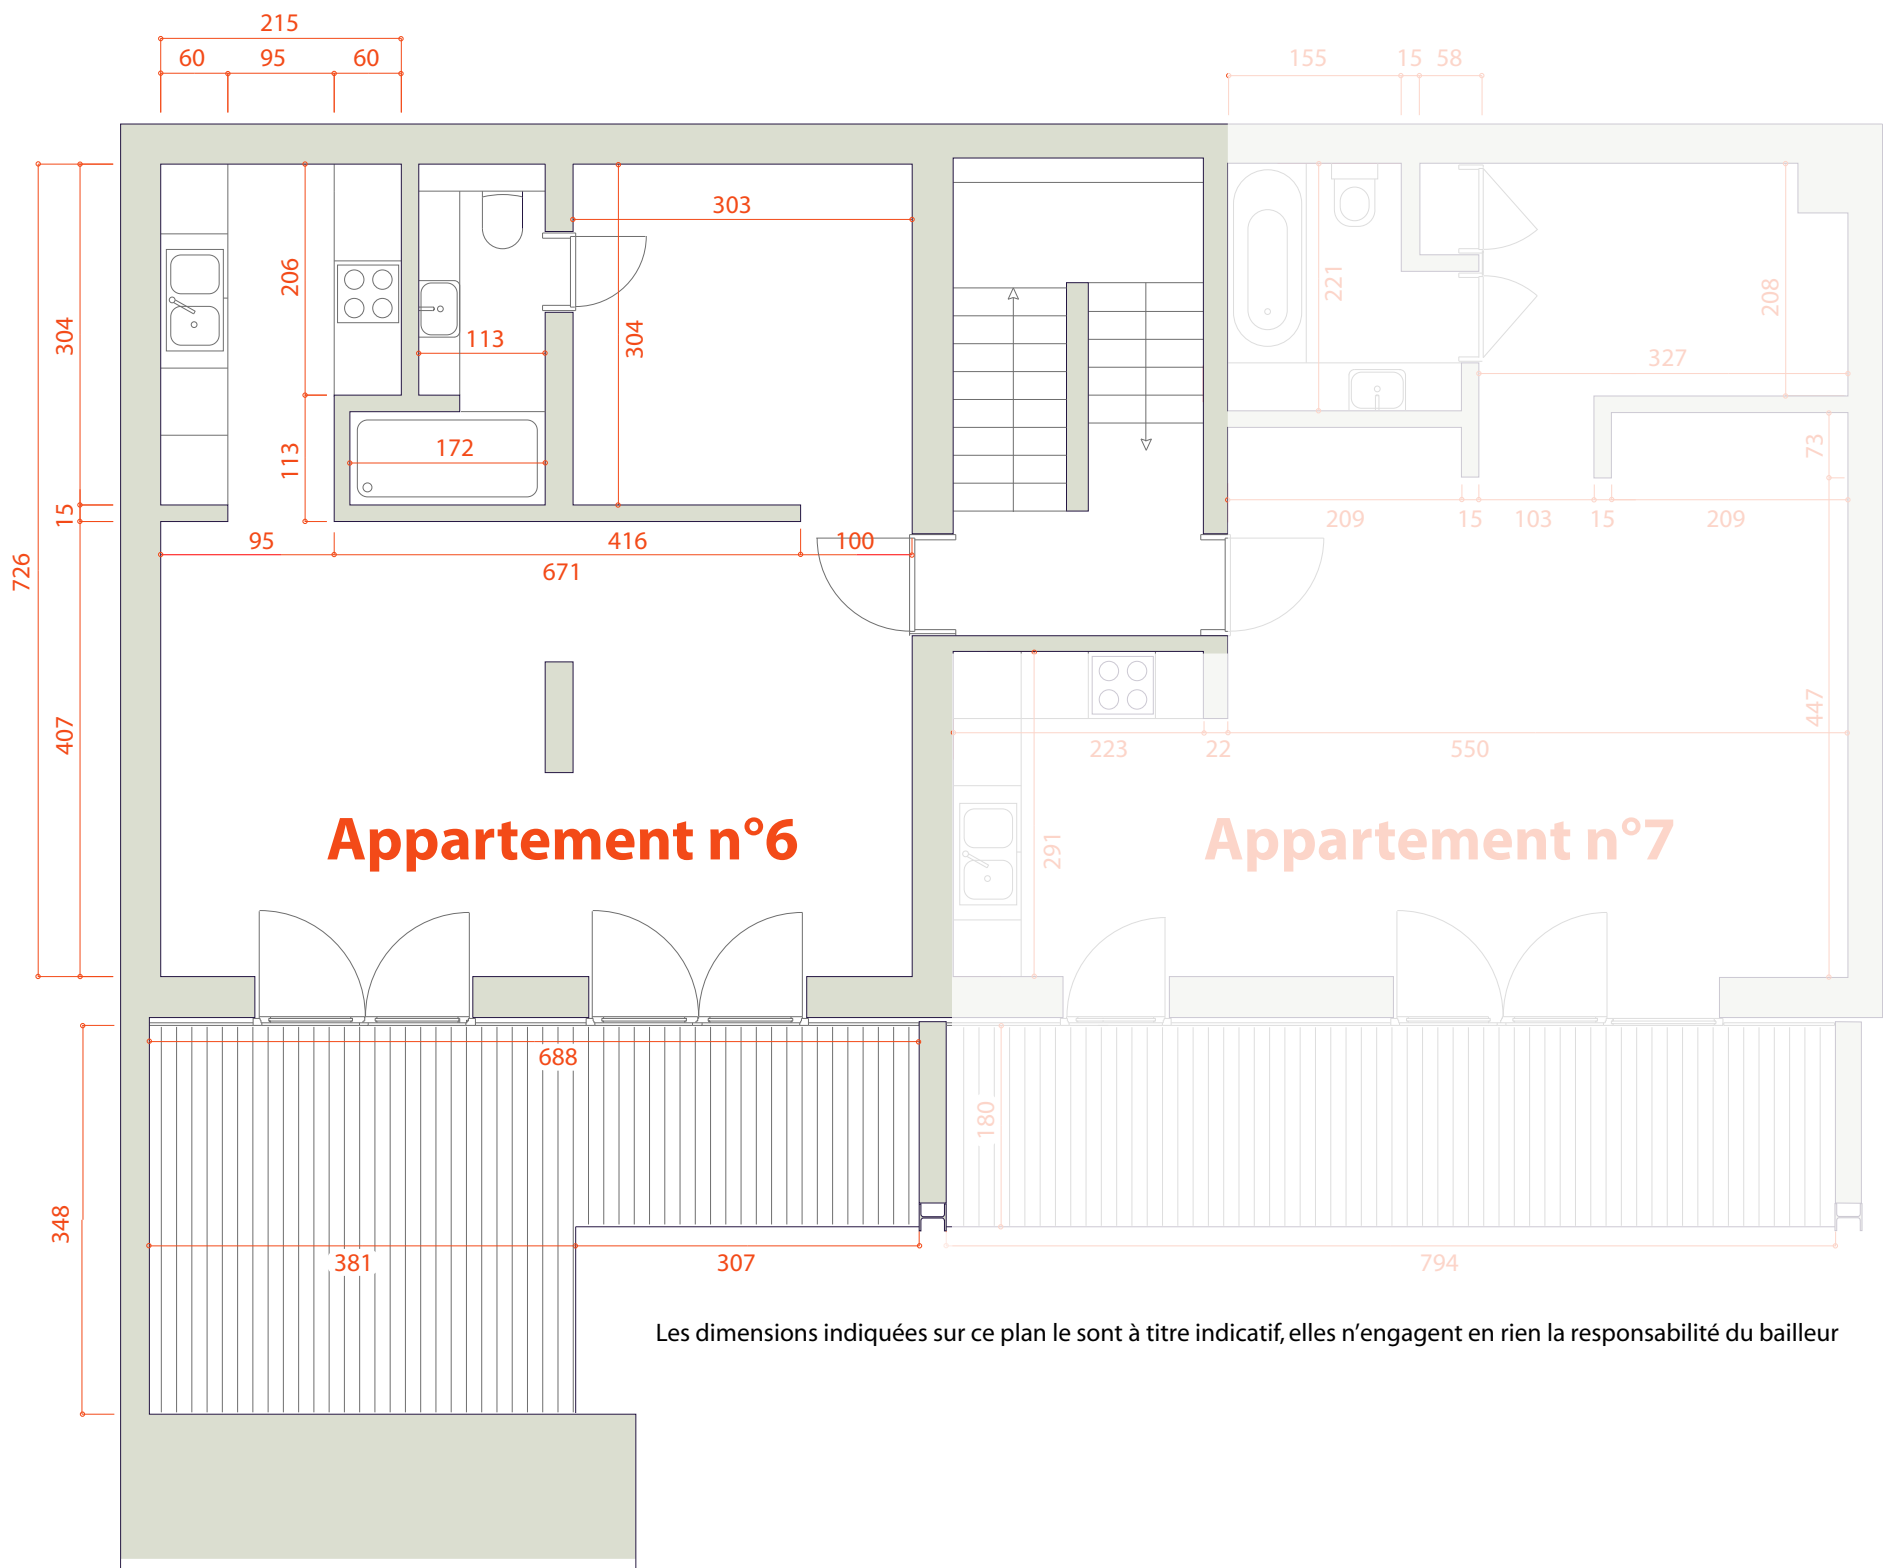 215
60 95 60
155 15 58
303
206
304
113
304
221
208
327
172
113
73
15
209 15 103 15 209
95 416 100
671
726
407
447
223 22 550
Appartement n°6
Appartement n°7
291
688
180
348
381 307 794
Les dimensions indiquées sur ce plan le sont à titre indicatif, elles n’engagent en rien la responsabilité du bailleur